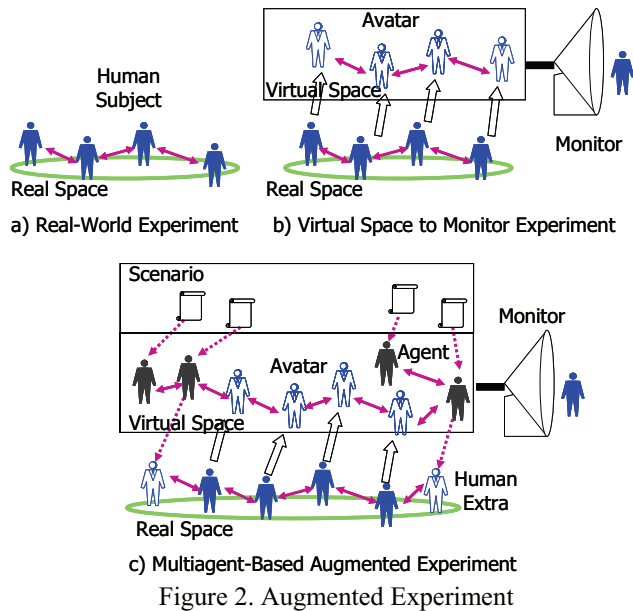 Human
Subject
Real Space
a) Real-World Experiment
Avatar
Virtual Space
Real Space
Monitor
b) Virtual Space to Monitor Experiment
Scenario
Monitor
Avatar
Agent
Virtual Space
Human
Extra
Real Space
c) Multiagent-Based Augmented Experiment
Figure 2. Augmented Experiment